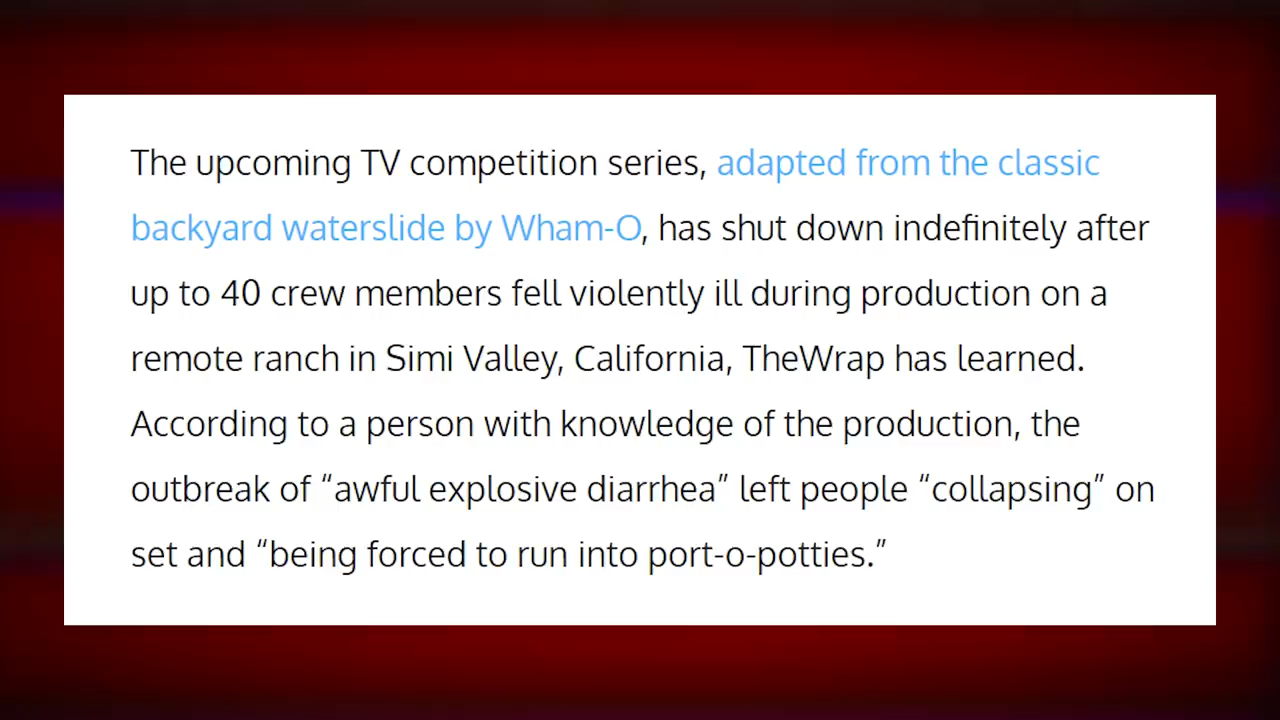 The upcoming TV competition series, adapted from the classic
backyard waterslide by Wham-O, has shut down indefinitely after
up to 40 crew members fell violently ill during production on a
remote ranch in Simi Valley, California, TheWrap has learned.
According to a person with knowledge of the production, the
outbreak of “awful explosive diarrhea” left people “collapsing” on
set and “being forced to run into port-o-potties.”